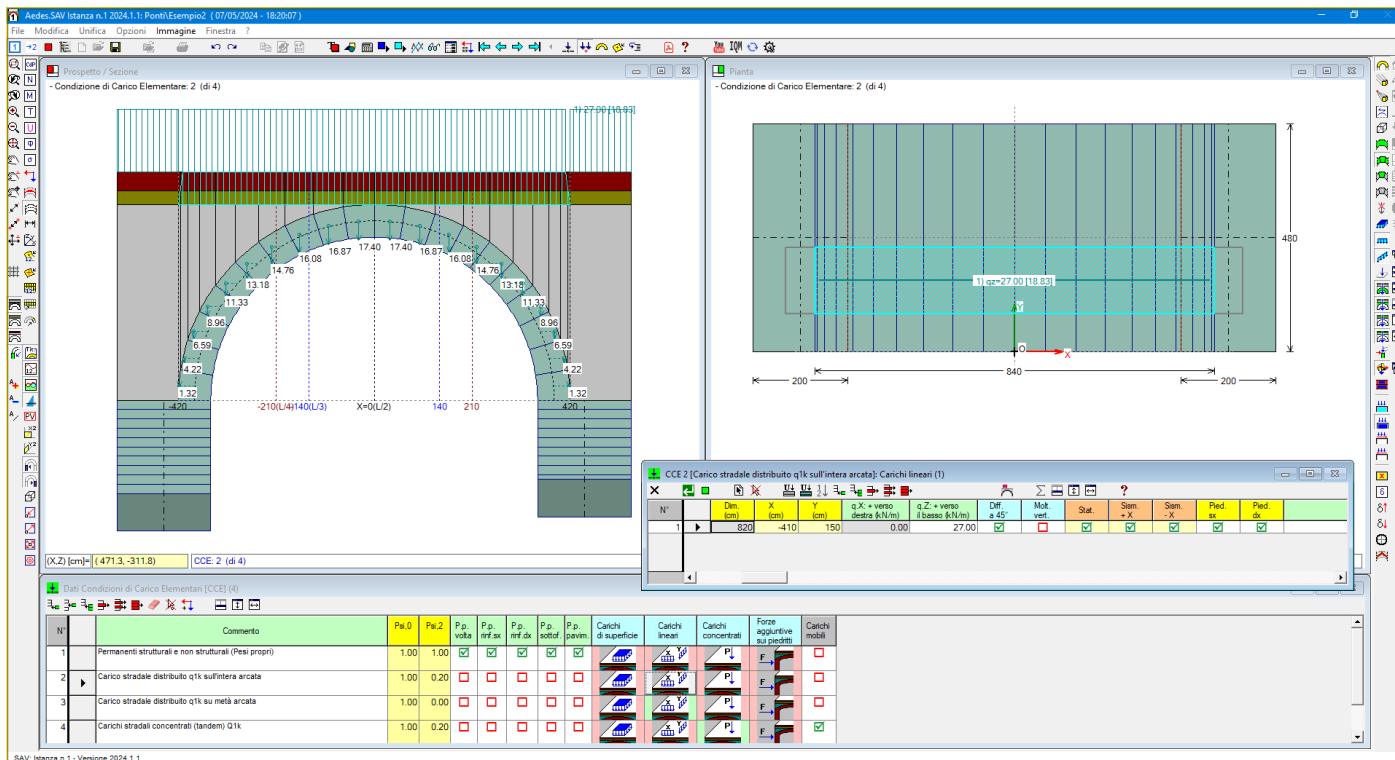 Aedes.SAV Istanza n.1 2024.1.1: Ponti\Esempio2 ( 07/05/2024 - 18:20:07)
File Modifica Unifica Opzioni Immagine Finestra ?
Prospetto / Sezione
- Condizione di Carico Elementare: 2 (di 4)
1) 27.00 [18.83]
17.40 17.40
16.87 16.87
16.08 16.08
14.76 14.76
13.18 13.18
11.33 11.33
8.96 8.96
6.59 6.59
4.22 4.22
1.32 1.32
-420 -210(L/4) -140(L/3) X=0(L/2) 140 210 420
(X,Z) [cm]= ( 471.3, -311.8) CCE: 2 (di 4)
Pianta
- Condizione di Carico Elementare: 2 (di 4)
480
1) qz=27.00 [18.83]
Y
O
X
840
200 200
CCE 2 [Carico stradale distribuito q1k sull'intera arcata]: Carichi lineari (1)
N° Dim. (cm) X (cm) Y (cm) q.X: + verso destra (kN/m) q.Z: + verso il basso (kN/m) Diff. a 45° Molt. vert. Stat. Sism. + X Sism. - X Pied. sx Pied. dx
1 820 -410 150 0.00 27.00
Dati Condizioni di Carico Elementari [CCE] (4)
N° Commento Psi,0 Psi,2 P.p. volta P.p. rinf.sx P.p. rinf.dx P.p. sottof. P.p. pavim. Carichi di superficie Carichi lineari Carichi concentrati Forze aggiuntive sui piedritti Carichi mobili
1 Permanenti strutturali e non strutturali (Pesi propri) 1.00 1.00
2 Carico stradale distribuito q1k sull'intera arcata 1.00 0.20
3 Carico stradale distribuito q1k su metà arcata 1.00 0.00
4 Carichi stradali concentrati (tandem) Q1k 1.00 0.20
SAV: Istanza n.1 - Versione 2024.1.1